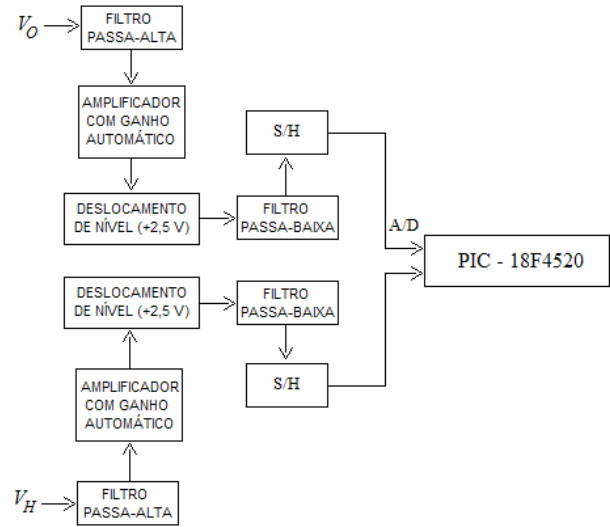 V_O
FILTRO
PASSA-ALTA
AMPLIFICADOR
COM GANHO
AUTOMÁTICO
DESLOCAMENTO
DE NÍVEL (+2,5 V)
FILTRO
PASSA-BAIXA
S/H
A/D
PIC - 18F4520
DESLOCAMENTO
DE NÍVEL (+2,5 V)
FILTRO
PASSA-BAIXA
S/H
AMPLIFICADOR
COM GANHO
AUTOMÁTICO
V_H
FILTRO
PASSA-ALTA